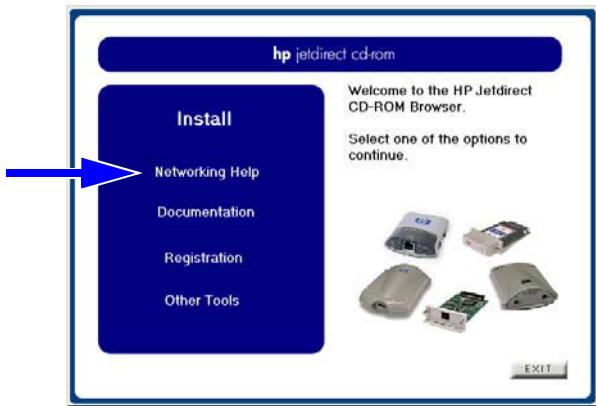 hp jetdirect cd-rom
Install
Networking Help
Documentation
Registration
Other Tools
Welcome to the HP Jetdirect
CD-ROM Browser.
Select one of the options to
continue.
EXIT